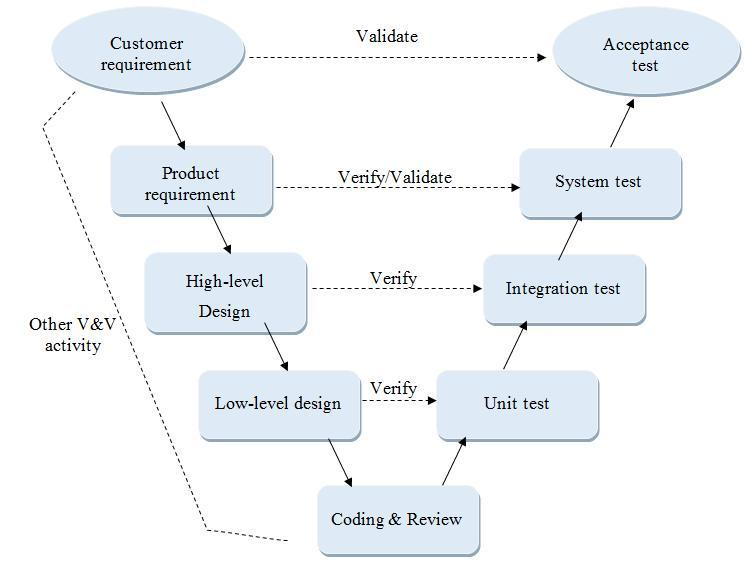 Customer
requirement
Validate
Acceptance
test
Product
requirement
Verify/Validate
System test
High-level
Design
Verify
Integration test
Other V&V
activity
Low-level design
Verify
Unit test
Coding & Review